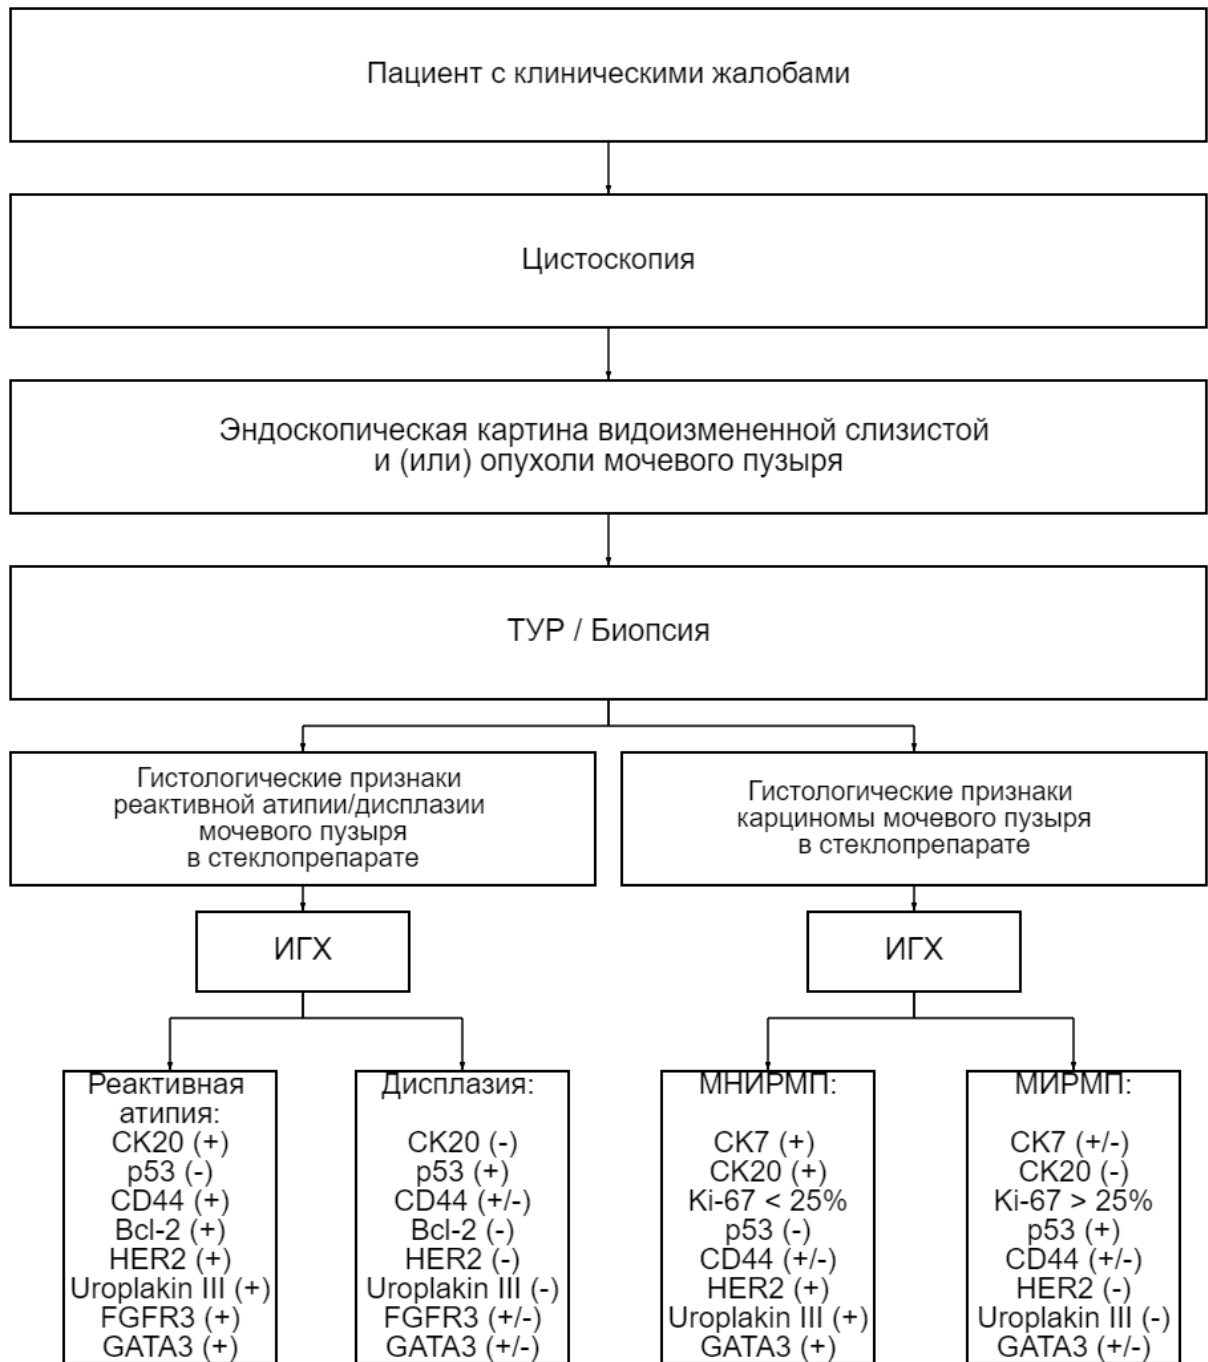 Пациент с клиническими жалобами
Цистоскопия
Эндоскопическая картина видоизмененной слизистой
и (или) опухоли мочевого пузыря
ТУР / Биопсия
Гистологические признаки
реактивной атипии/дисплазии
мочевого пузыря
в стеклопрепарате
Гистологические признаки
карциномы мочевого пузыря
в стеклопрепарате
ИГХ
ИГХ
Реактивная
атипия:
CK20 (+)
p53 (-)
CD44 (+)
Bcl-2 (+)
HER2 (+)
Uroplakin III (+)
FGFR3 (+)
GATA3 (+)
Дисплазия:
CK20 (-)
p53 (+)
CD44 (+/-)
Bcl-2 (-)
HER2 (-)
Uroplakin III (-)
FGFR3 (+/-)
GATA3 (+/-)
МНИРМП:
CK7 (+)
CK20 (+)
Ki-67 < 25%
p53 (-)
CD44 (+/-)
HER2 (+)
Uroplakin III (+)
GATA3 (+)
МИРМП:
CK7 (+/-)
CK20 (-)
Ki-67 > 25%
p53 (+)
CD44 (+/-)
HER2 (-)
Uroplakin III (-)
GATA3 (+/-)